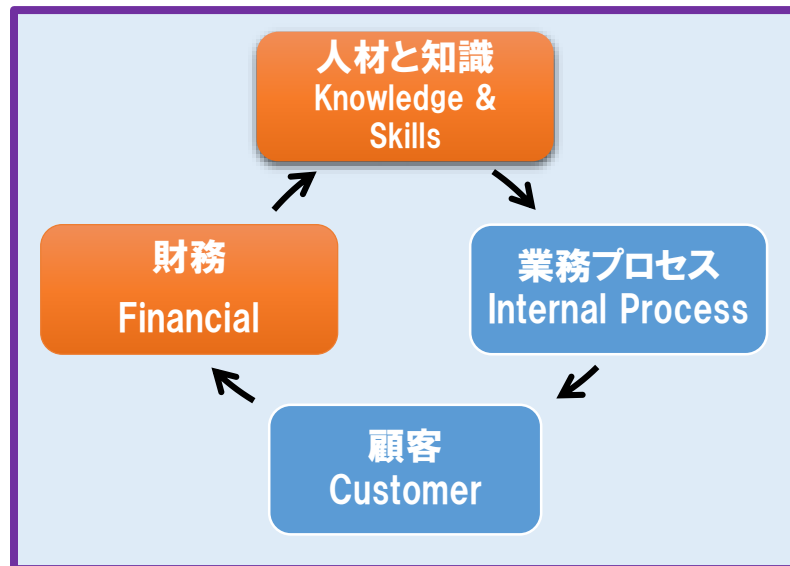 人材と知識
Knowledge &
Skills
財務
Financial
業務プロセス
Internal Process
顧客
Customer